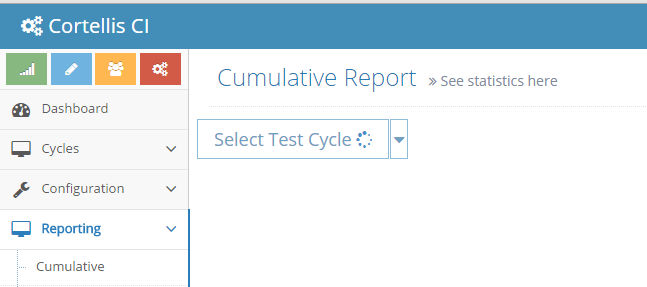 Cortellis CI
Cumulative Report » See statistics here
Dashboard
Select Test Cycle
Cycles
Configuration
Reporting
Cumulative